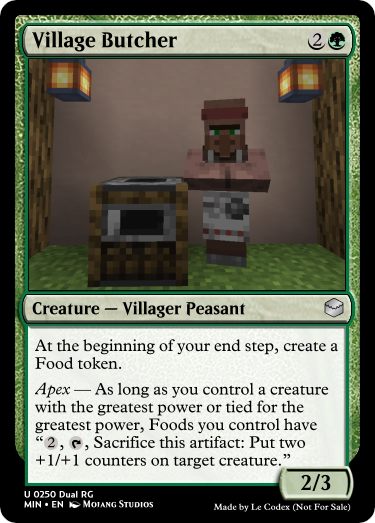 Village Butcher 2
Creature — Villager Peasant
At the beginning of your end step, create a
Food token.
Apex — As long as you control a creature
with the greatest power or tied for the
greatest power, Foods you control have
“2, , Sacrifice this artifact: Put two
+1/+1 counters on target creature.”
2/3
U 0250 Dual RG
MIN • EN Mojang Studios
Made by Le Codex (Not For Sale)